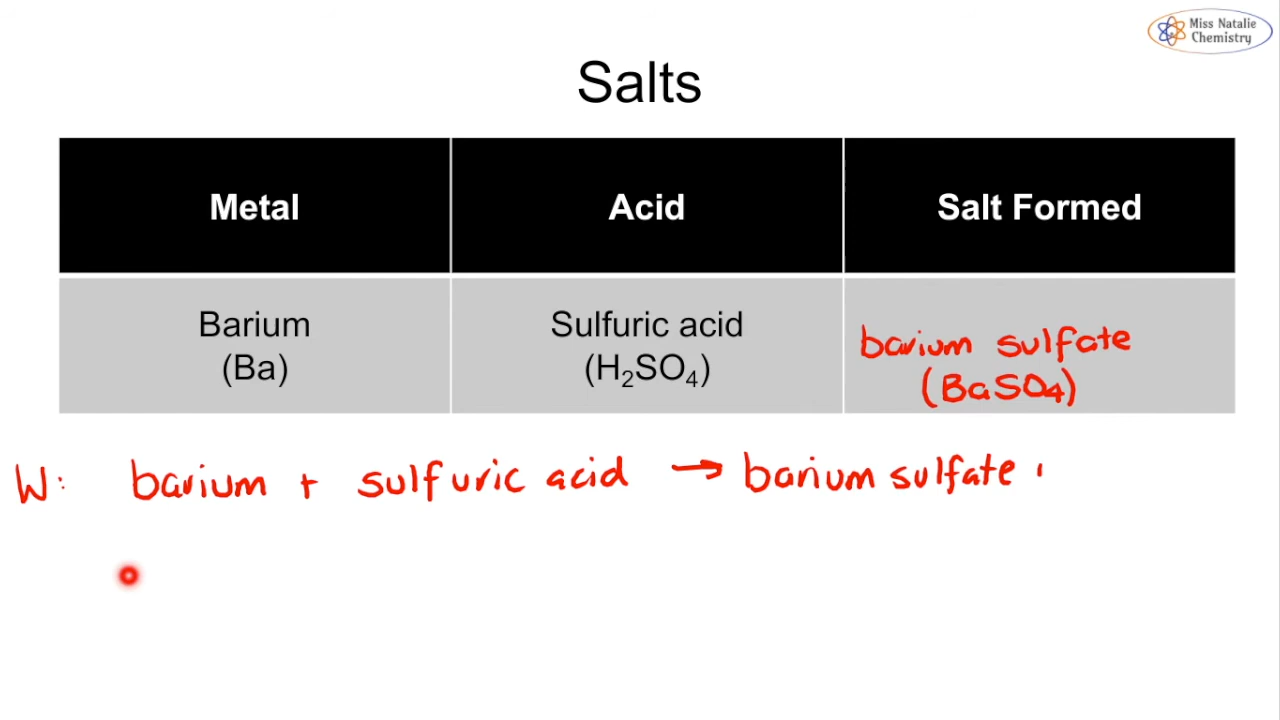 Miss Natalie
Chemistry
Salts
Metal
Acid
Salt Formed
Barium
(Ba)
Sulfuric acid
(H₂SO₄)
barium sulfate
(BaSO₄)
W: barium + sulfuric acid → barium sulfate